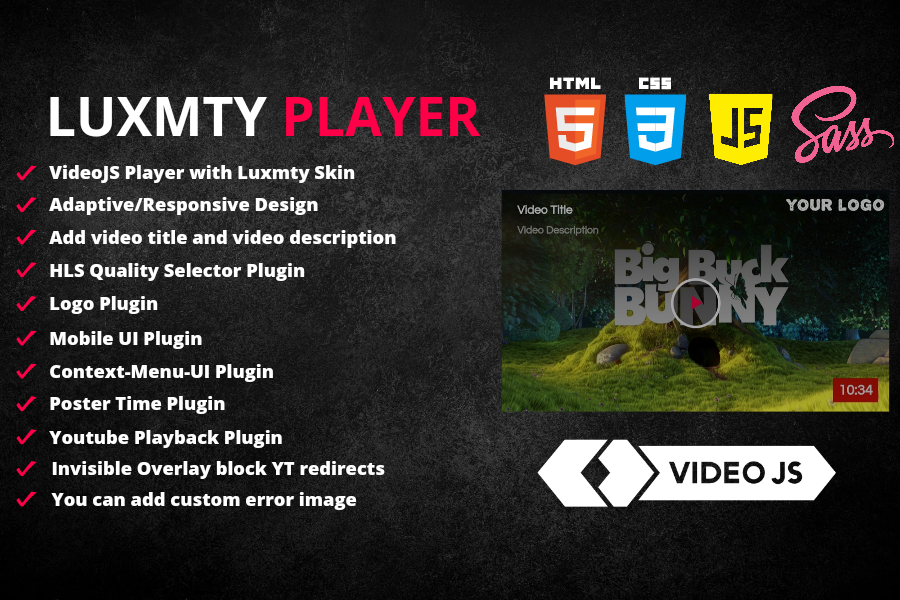 LUXMTY PLAYER
VideoJS Player with Luxmty Skin
Adaptive/Responsive Design
Add video title and video description
HLS Quality Selector Plugin
Logo Plugin
Mobile UI Plugin
Context-Menu-UI Plugin
Poster Time Plugin
Youtube Playback Plugin
Invisible Overlay block YT redirects
You can add custom error image
HTML CSS
5 3 JS Sass
Video Title
YOUR LOGO
Video Description
Big Buck
BUNNY
10:34
VIDEO JS